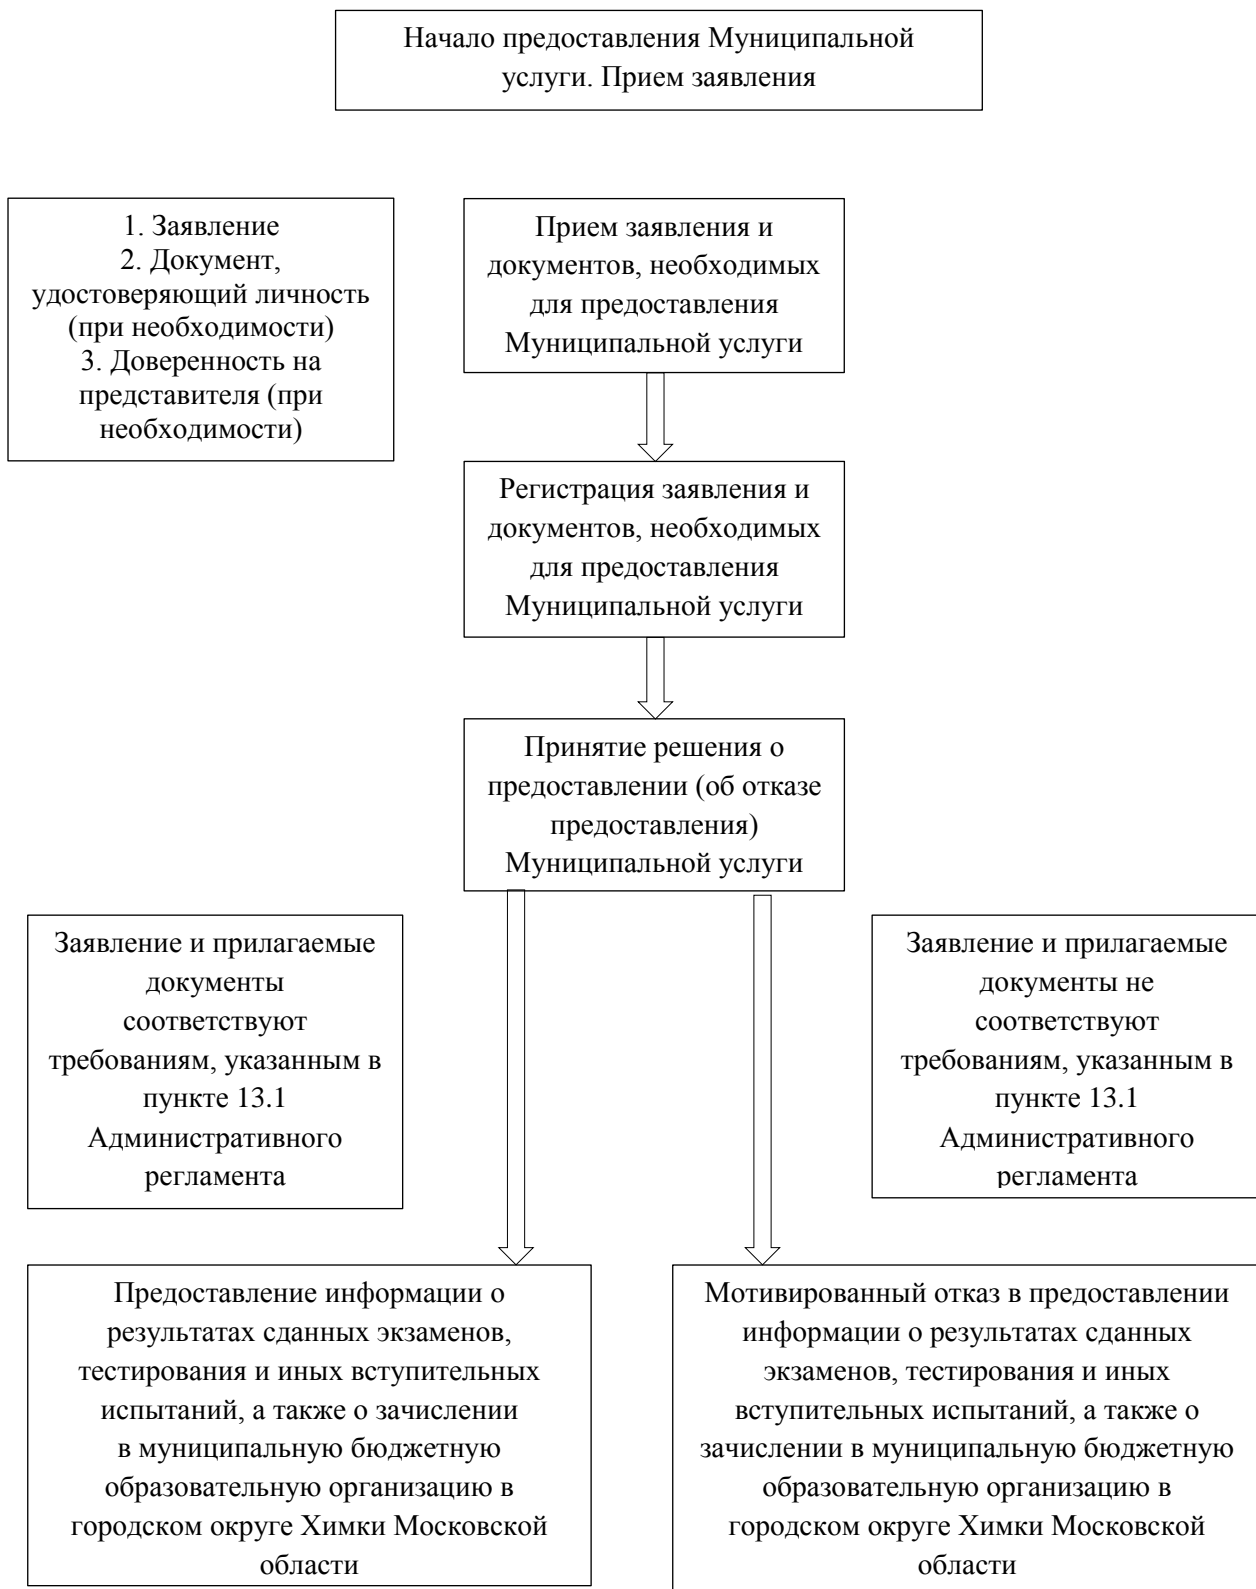 Начало предоставления Муниципальной
услуги. Прием заявления
1. Заявление
2. Документ,
удостоверяющий личность
(при необходимости)
3. Доверенность на
представителя (при
необходимости)
Прием заявления и
документов, необходимых
для предоставления
Муниципальной услуги
Регистрация заявления и
документов, необходимых
для предоставления
Муниципальной услуги
Принятие решения о
предоставлении (об отказе
предоставления)
Муниципальной услуги
Заявление и прилагаемые
документы
соответствуют
требованиям, указанным в
пункте 13.1
Административного
регламента
Заявление и прилагаемые
документы не
соответствуют
требованиям, указанным в
пункте 13.1
Административного
регламента
Предоставление информации о
результатах сданных экзаменов,
тестирования и иных вступительных
испытаний, а также о зачислении
в муниципальную бюджетную
образовательную организацию в
городском округе Химки Московской
области
Мотивированный отказ в предоставлении
информации о результатах сданных
экзаменов, тестирования и иных
вступительных испытаний, а также о
зачислении в муниципальную бюджетную
образовательную организацию в
городском округе Химки Московской
области